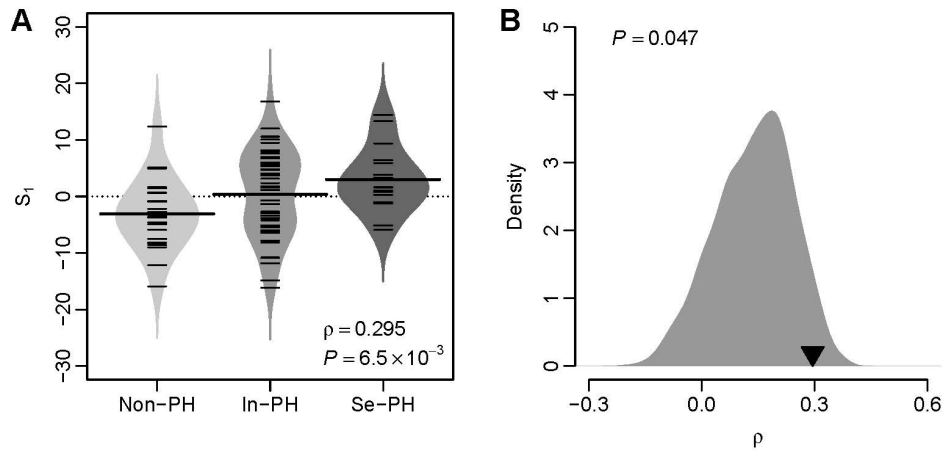 A
S₁
30
20
10
0
−10
−20
−30
ρ = 0.295
P = 6.5 × 10⁻³
Non−PH In−PH Se−PH
B
P = 0.047
Density
5
4
3
2
1
0
−0.3 0.0 0.3 0.6
ρ